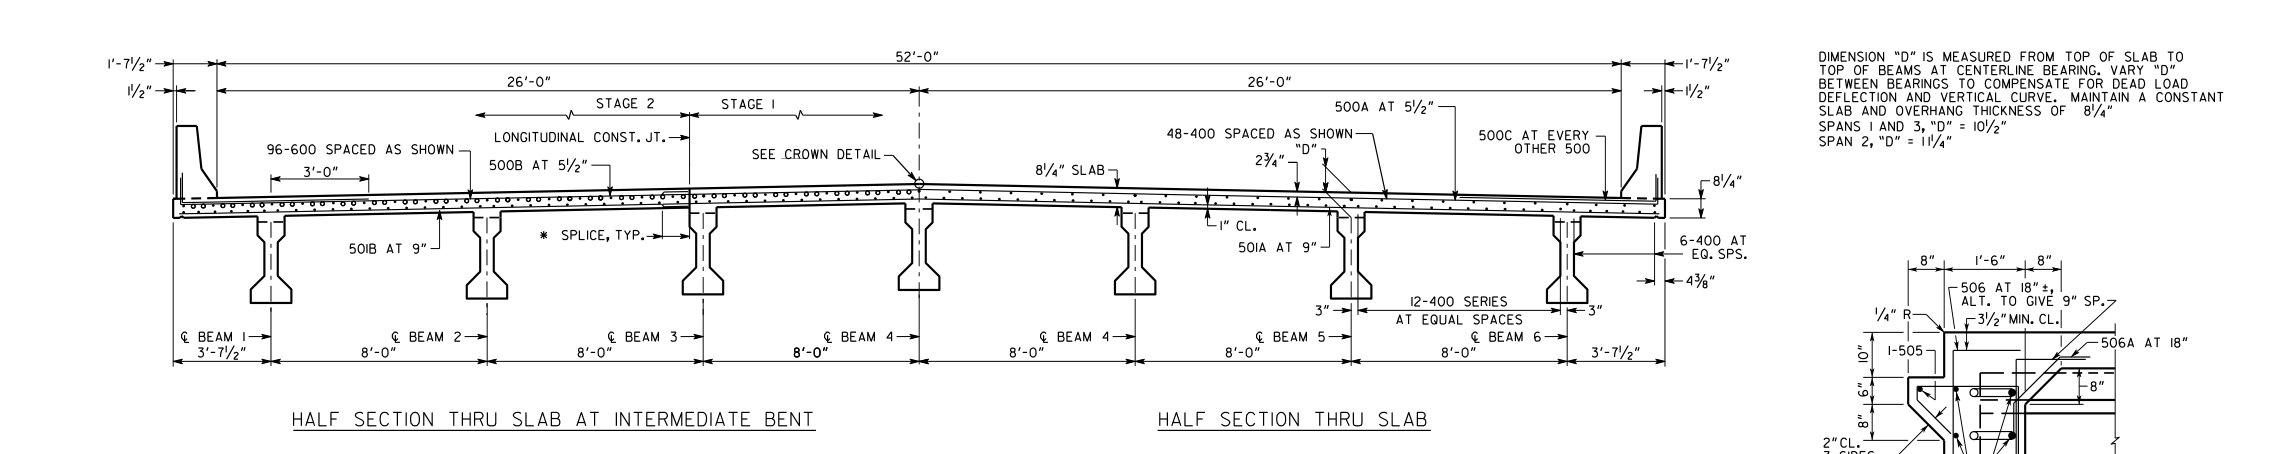 1'-7½"
52'-0"
1'-7½"
1½"
26'-0"
26'-0"
1½"
STAGE 2
STAGE 1
LONGITUDINAL CONST. JT.
96-600 SPACED AS SHOWN
3'-0"
500B AT 5½"
SEE CROWN DETAIL
8¼" SLAB
2¾"
"D"
48-400 SPACED AS SHOWN
500A AT 5½"
500C AT EVERY
OTHER 500
8¼"
501B AT 9"
* SPLICE, TYP.
1" CL.
501A AT 9"
6-400 AT
EQ. SPS.
4⅜"
3"
12-400 SERIES
AT EQUAL SPACES
3"
℄ BEAM 1
℄ BEAM 2
℄ BEAM 3
℄ BEAM 4
℄ BEAM 4
℄ BEAM 5
℄ BEAM 6
3'-7½"
8'-0"
8'-0"
8'-0"
8'-0"
8'-0"
8'-0"
3'-7½"
HALF SECTION THRU SLAB AT INTERMEDIATE BENT
HALF SECTION THRU SLAB
DIMENSION "D" IS MEASURED FROM TOP OF SLAB TO
TOP OF BEAMS AT CENTERLINE BEARING. VARY "D"
BETWEEN BEARINGS TO COMPENSATE FOR DEAD LOAD
DEFLECTION AND VERTICAL CURVE. MAINTAIN A CONSTANT
SLAB AND OVERHANG THICKNESS OF 8¼"
SPANS 1 AND 3, "D" = 10½"
SPAN 2, "D" = 11¼"
8"
1'-6"
8"
506 AT 18"±,
ALT. TO GIVE 9" SP.
¼" R
3½" MIN. CL.
506A AT 18"
1-505
10"
6"
8"
8"
2" CL.